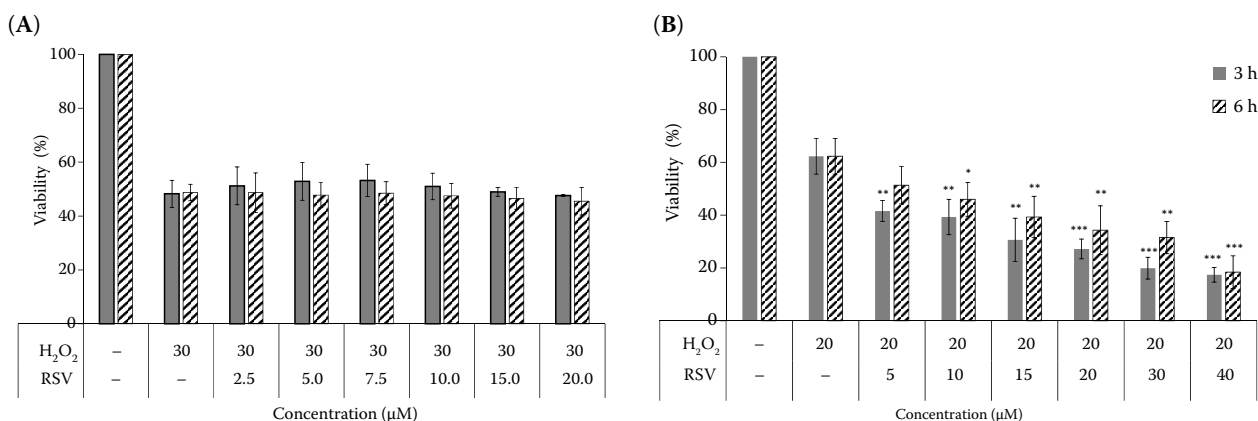 (A)
100
80
60
40
20
0
Viability (%)
H₂O₂ – 30 30 30 30 30 30 30
RSV – – 2.5 5.0 7.5 10.0 15.0 20.0
Concentration (µM)
(B)
100
80
60
40
20
0
Viability (%)
3 h
6 h
** ** * ** ** *** ** *** ** *** ***
H₂O₂ – 20 20 20 20 20 20 20
RSV – – 5 10 15 20 30 40
Concentration (µM)